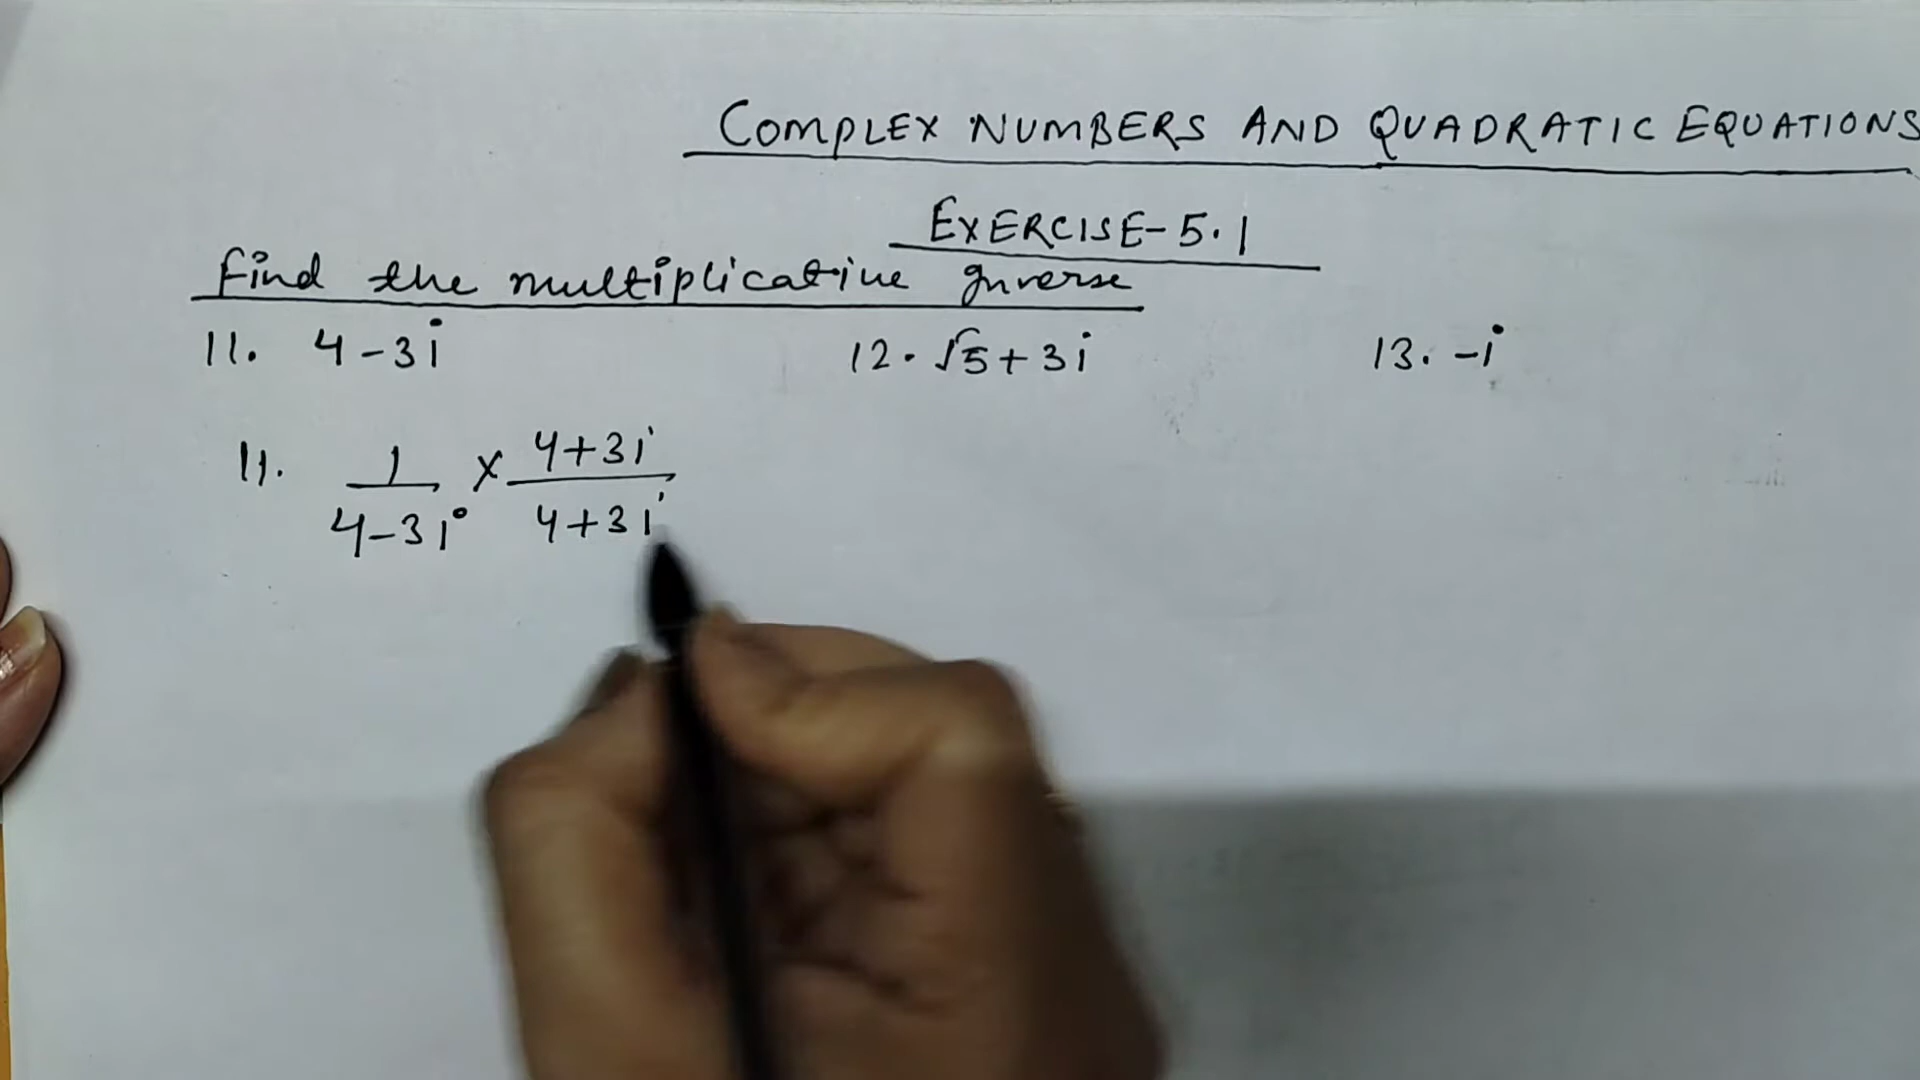 COMPLEX NUMBERS AND QUADRATIC EQUATIONS
EXERCISE-5.1
Find the multiplicative Inverse
11. 4-3i 12. √5+3i 13. -i
11. 1/4-3i × 4+3i/4+3i